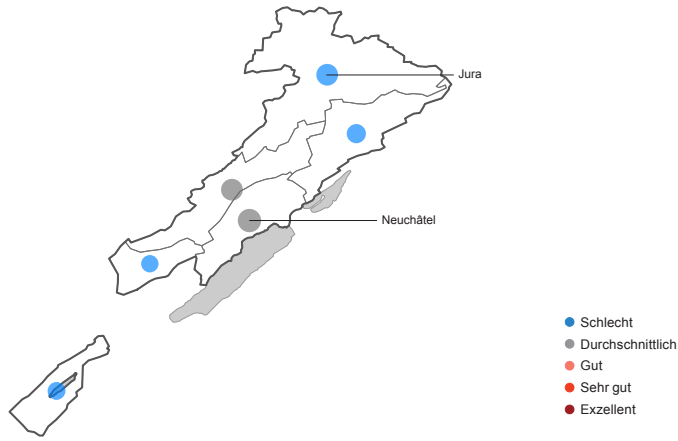 Jura
Neuchâtel
Schlecht
Durchschnittlich
Gut
Sehr gut
Exzellent